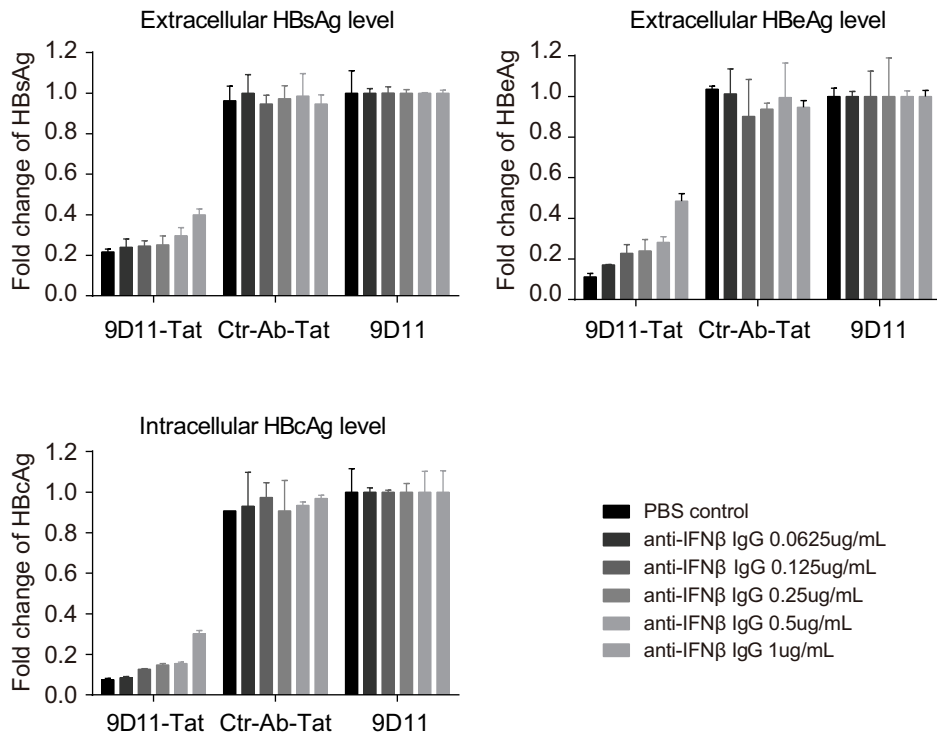 Extracellular HBsAg level
Fold change of HBsAg
1.2
1.0
0.8
0.6
0.4
0.2
0.0
9D11-Tat Ctr-Ab-Tat 9D11
Extracellular HBeAg level
Fold change of HBeAg
1.2
1.0
0.8
0.6
0.4
0.2
0.0
9D11-Tat Ctr-Ab-Tat 9D11
Intracellular HBcAg level
Fold change of HBcAg
1.2
1.0
0.8
0.6
0.4
0.2
0.0
9D11-Tat Ctr-Ab-Tat 9D11
PBS control
anti-IFNβ IgG 0.0625ug/mL
anti-IFNβ IgG 0.125ug/mL
anti-IFNβ IgG 0.25ug/mL
anti-IFNβ IgG 0.5ug/mL
anti-IFNβ IgG 1ug/mL